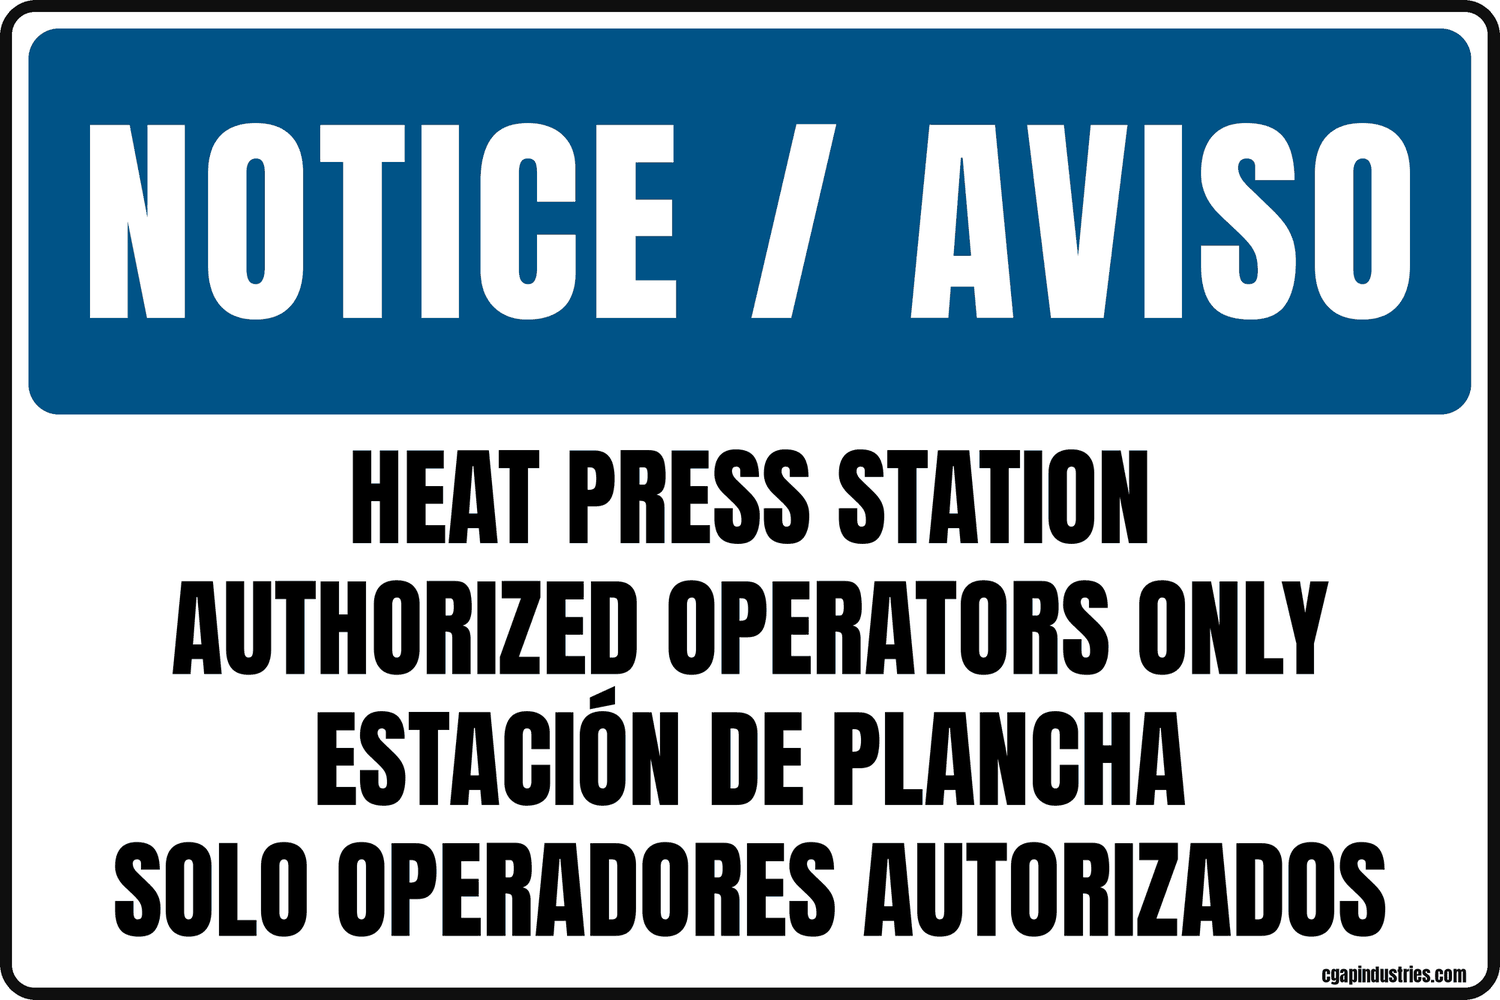 NOTICE / AVISO
HEAT PRESS STATION
AUTHORIZED OPERATORS ONLY
ESTACIÓN DE PLANCHA
SOLO OPERADORES AUTORIZADOS
cgapindustries.com